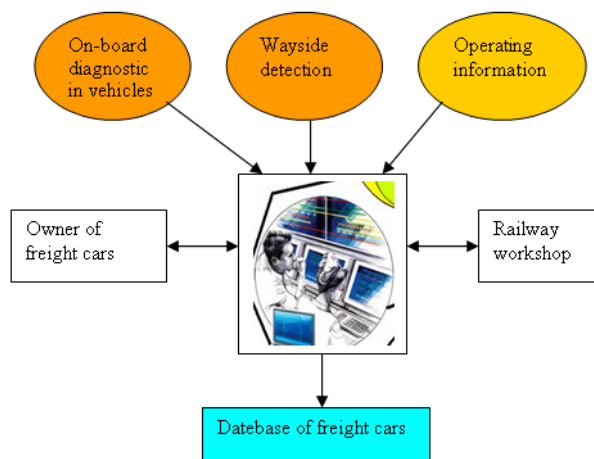 On-board
diagnostic
in vehicles
Wayside
detection
Operating
information
Owner of
freight cars
Railway
workshop
Datebase of freight cars